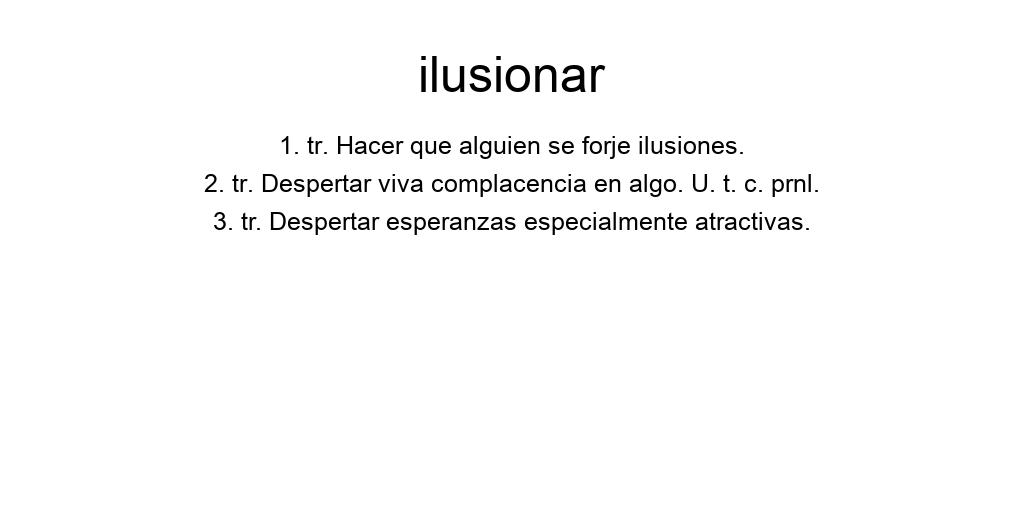 ilusionar
1. tr. Hacer que alguien se forje ilusiones.
2. tr. Despertar viva complacencia en algo. U. t. c. prnl.
3. tr. Despertar esperanzas especialmente atractivas.